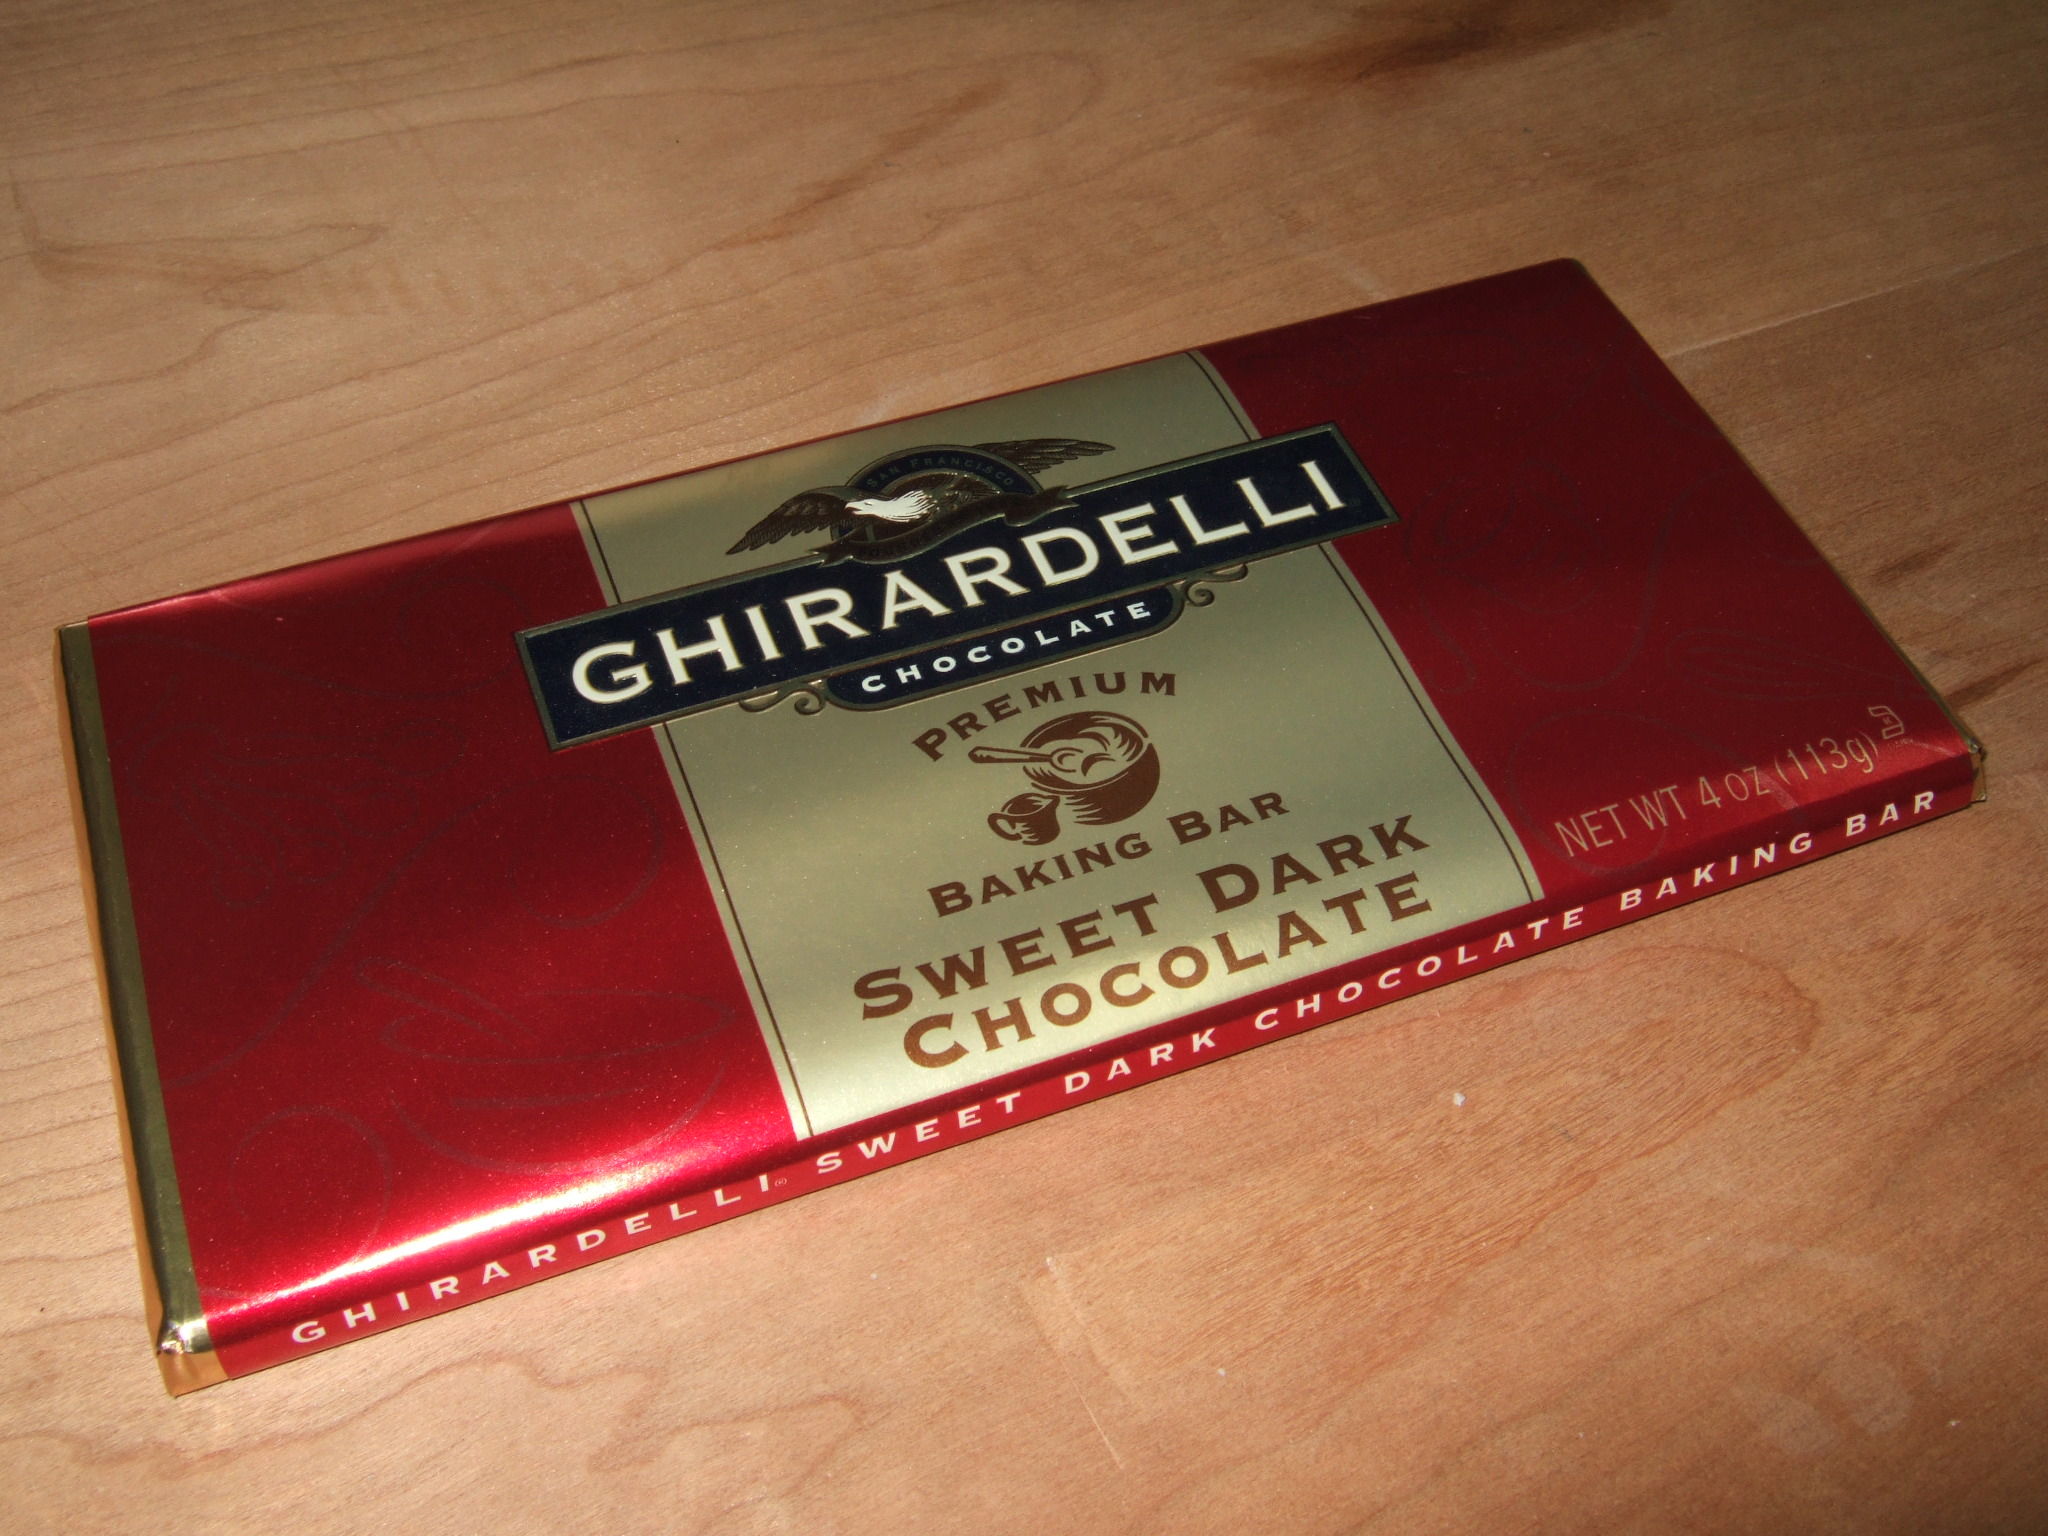 SAN FRANCISCO
GHIRARDELLI
CHOCOLATE
PREMIUM
BAKING BAR
SWEET DARK
CHOCOLATE
NET WT 4 OZ (113g)
GHIRARDELLI® SWEET DARK CHOCOLATE BAKING BAR